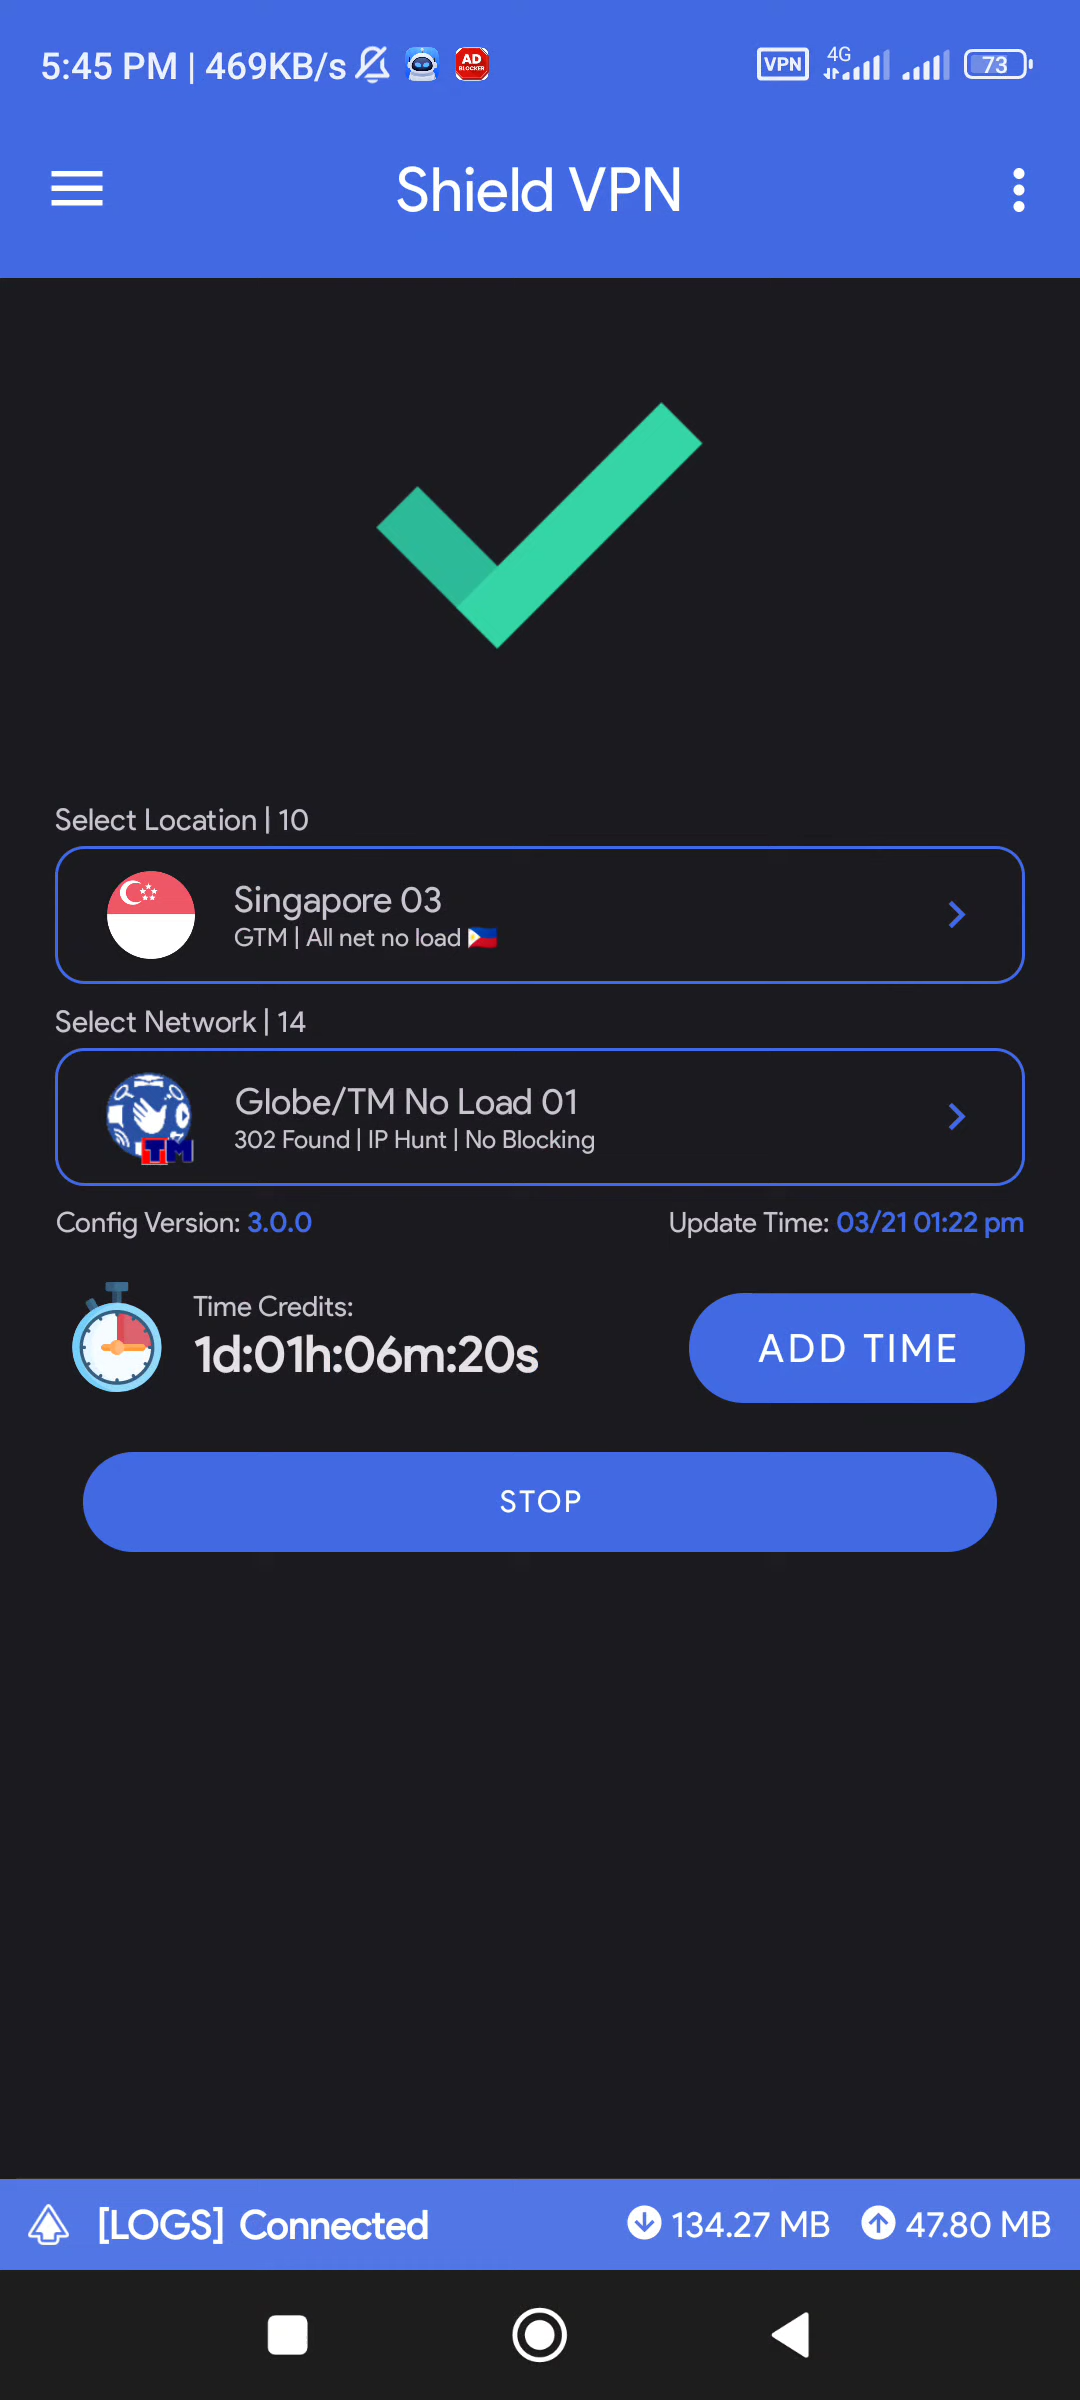 5:45 PM | 469KB/s
AD
BLOCKER
VPN
4G
73
Shield VPN
Select Location | 10
Singapore 03
GTM | All net no load 🇵🇭
Select Network | 14
TM
Globe/TM No Load 01
302 Found | IP Hunt | No Blocking
Config Version: 3.0.0
Update Time: 03/21 01:22 pm
Time Credits:
1d:01h:06m:20s
ADD TIME
STOP
[LOGS] Connected
134.27 MB
47.80 MB